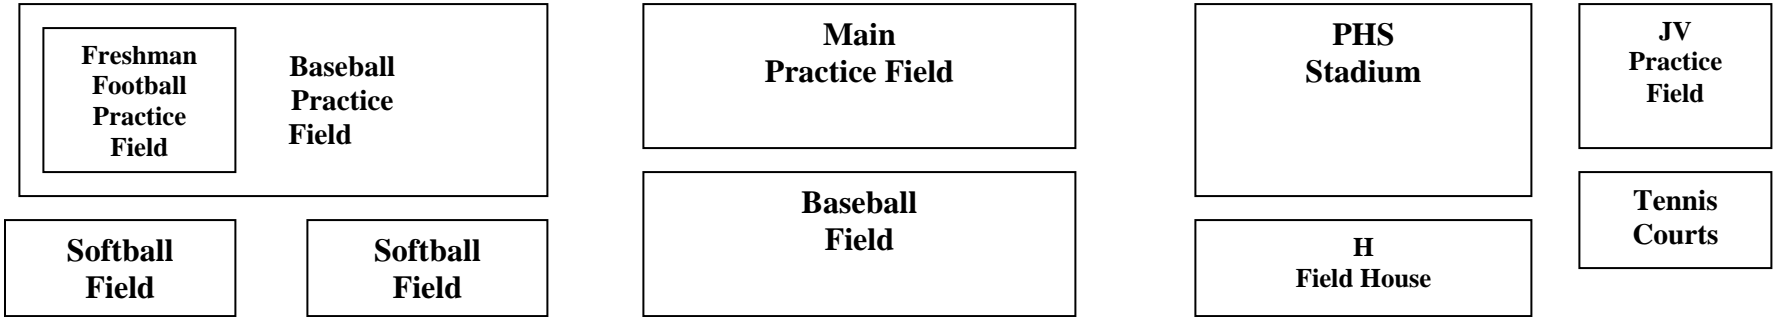 Freshman
Football
Practice
Field
Baseball
Practice
Field
Softball
Field
Softball
Field
Main
Practice Field
Baseball
Field
PHS
Stadium
H
Field House
JV
Practice
Field
Tennis
Courts